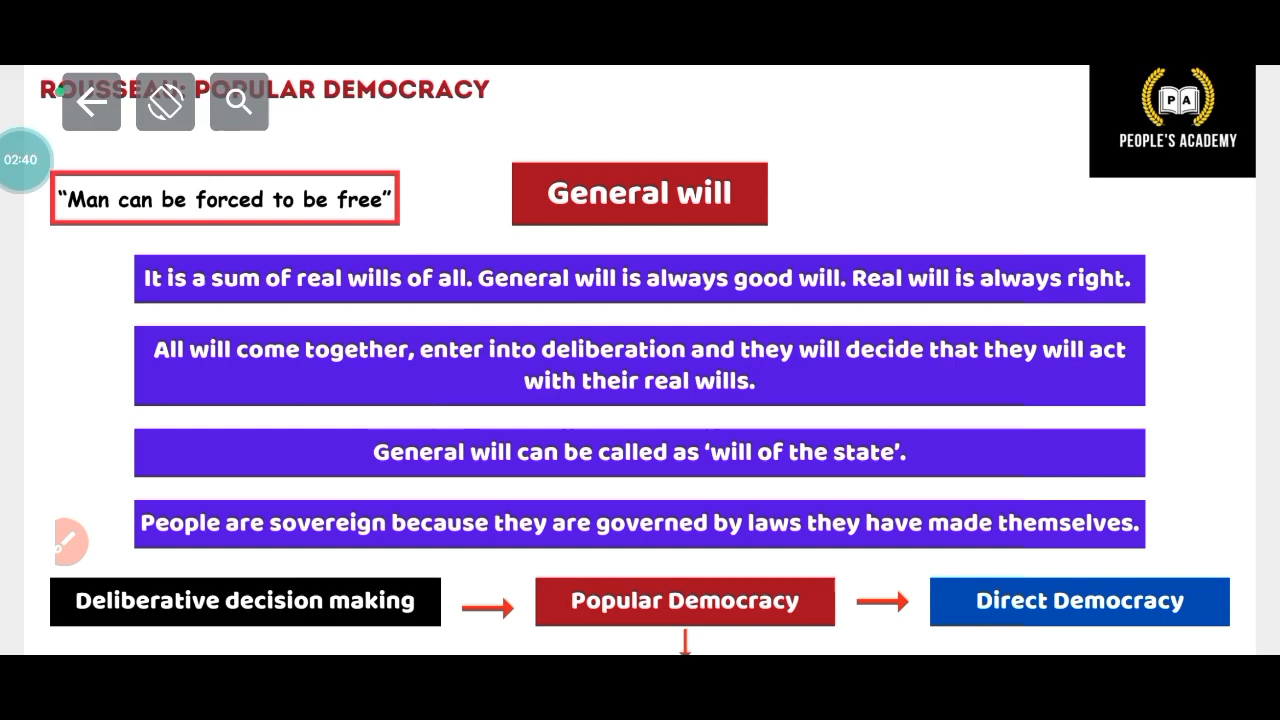 ROUSSEAU: POPULAR DEMOCRACY
PA
PEOPLE'S ACADEMY
02:40
“Man can be forced to be free”
General will
It is a sum of real wills of all. General will is always good will. Real will is always right.
All will come together, enter into deliberation and they will decide that they will act
with their real wills.
General will can be called as ‘will of the state’.
People are sovereign because they are governed by laws they have made themselves.
Deliberative decision making
Popular Democracy
Direct Democracy